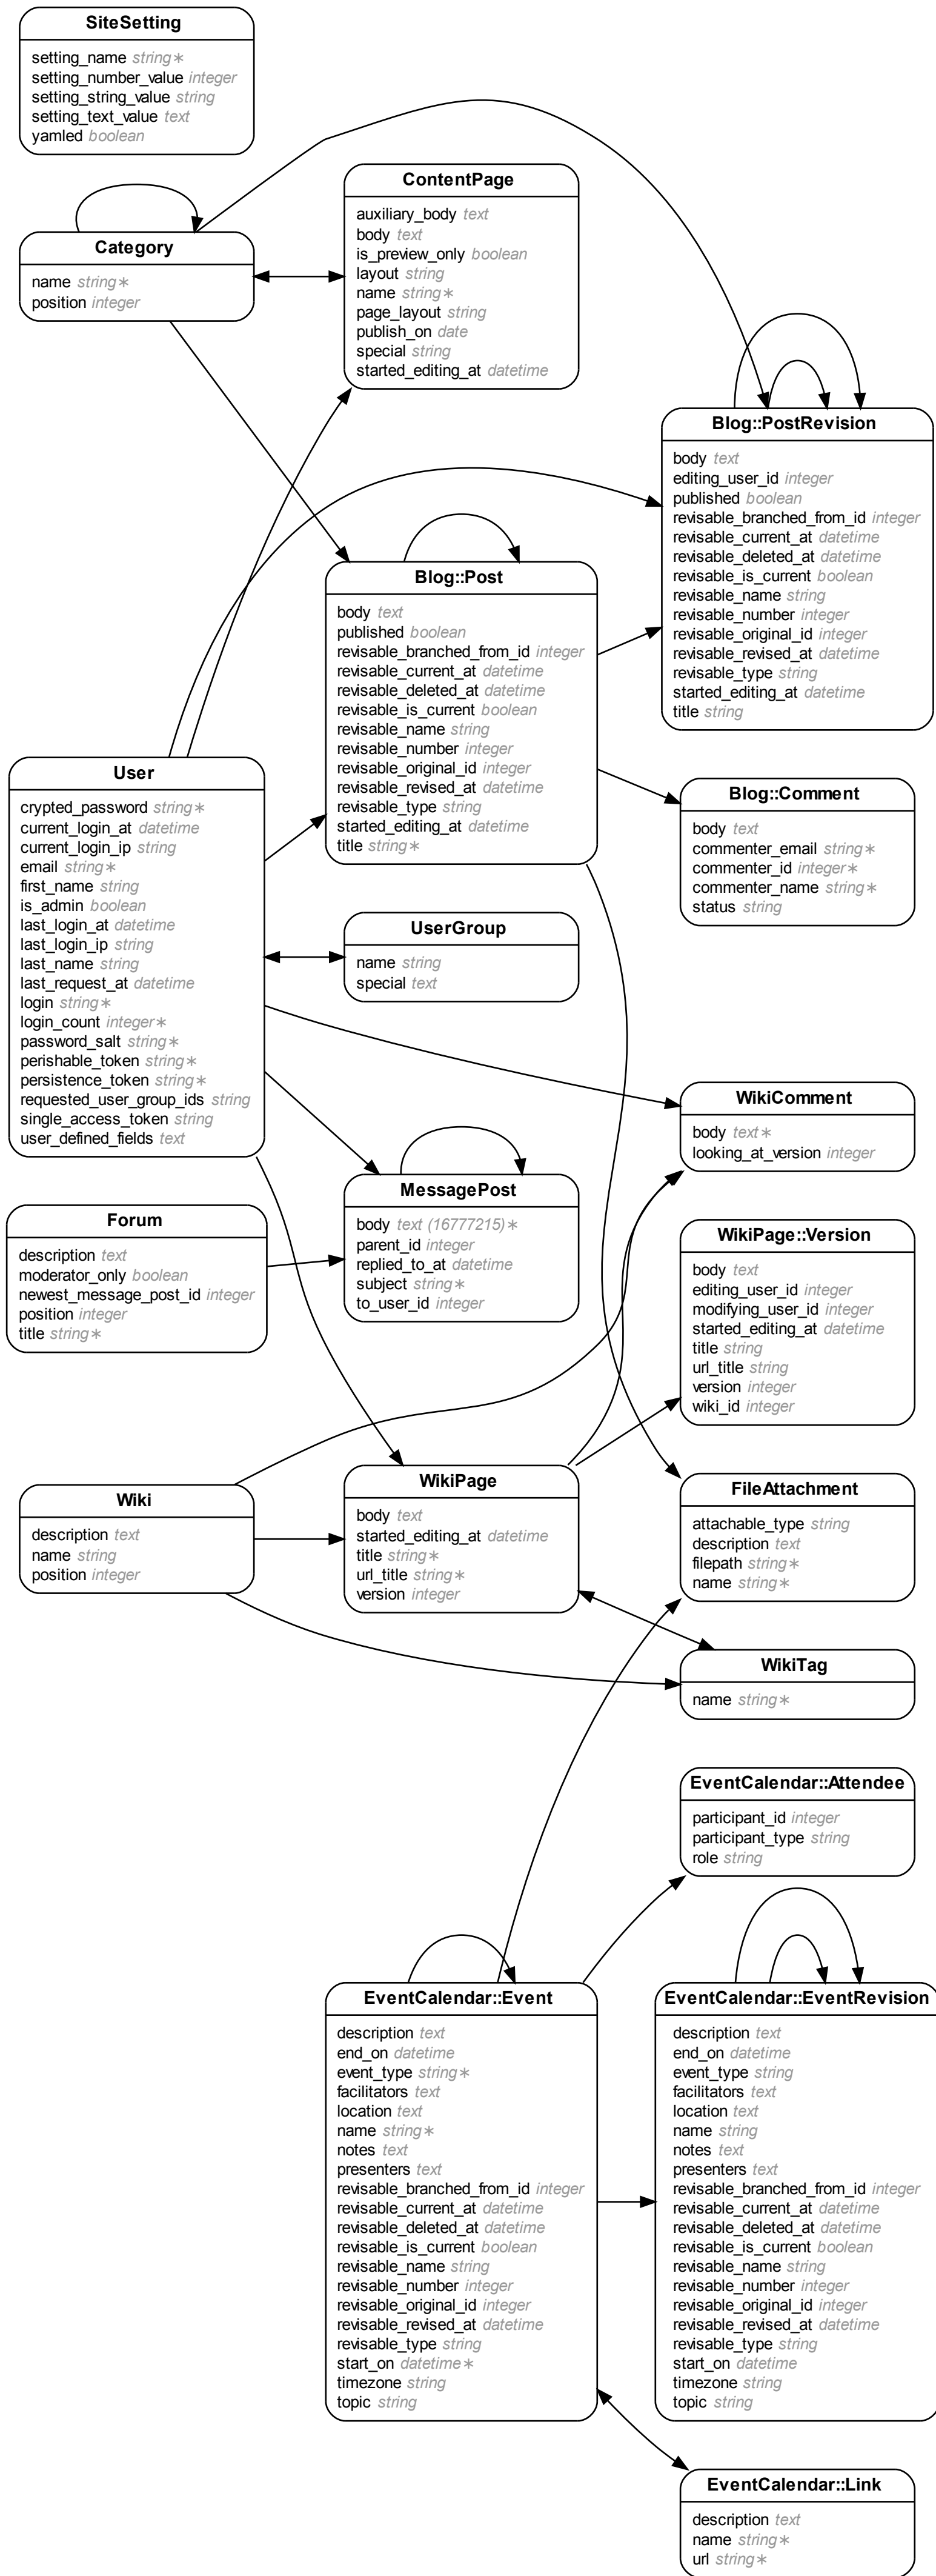 SiteSetting
setting_name string∗
setting_number_value integer
setting_string_value string
setting_text_value text
yamled boolean
Category
name string∗
position integer
ContentPage
auxiliary_body text
body text
is_preview_only boolean
layout string
name string∗
page_layout string
publish_on date
special string
started_editing_at datetime
Blog::PostRevision
body text
editing_user_id integer
published boolean
revisable_branched_from_id integer
revisable_current_at datetime
revisable_deleted_at datetime
revisable_is_current boolean
revisable_name string
revisable_number integer
revisable_original_id integer
revisable_revised_at datetime
revisable_type string
started_editing_at datetime
title string
Blog::Post
body text
published boolean
revisable_branched_from_id integer
revisable_current_at datetime
revisable_deleted_at datetime
revisable_is_current boolean
revisable_name string
revisable_number integer
revisable_original_id integer
revisable_revised_at datetime
revisable_type string
started_editing_at datetime
title string∗
User
crypted_password string∗
current_login_at datetime
current_login_ip string
email string∗
first_name string
is_admin boolean
last_login_at datetime
last_login_ip string
last_name string
last_request_at datetime
login string∗
login_count integer∗
password_salt string∗
perishable_token string∗
persistence_token string∗
requested_user_group_ids string
single_access_token string
user_defined_fields text
Blog::Comment
body text
commenter_email string∗
commenter_id integer∗
commenter_name string∗
status string
UserGroup
name string
special text
WikiComment
body text∗
looking_at_version integer
MessagePost
body text (16777215)∗
parent_id integer
replied_to_at datetime
subject string∗
to_user_id integer
Forum
description text
moderator_only boolean
newest_message_post_id integer
position integer
title string∗
WikiPage::Version
body text
editing_user_id integer
modifying_user_id integer
started_editing_at datetime
title string
url_title string
version integer
wiki_id integer
Wiki
description text
name string
position integer
WikiPage
body text
started_editing_at datetime
title string∗
url_title string∗
version integer
FileAttachment
attachable_type string
description text
filepath string∗
name string∗
WikiTag
name string∗
EventCalendar::Attendee
participant_id integer
participant_type string
role string
EventCalendar::Event
description text
end_on datetime
event_type string∗
facilitators text
location text
name string∗
notes text
presenters text
revisable_branched_from_id integer
revisable_current_at datetime
revisable_deleted_at datetime
revisable_is_current boolean
revisable_name string
revisable_number integer
revisable_original_id integer
revisable_revised_at datetime
revisable_type string
start_on datetime∗
timezone string
topic string
EventCalendar::EventRevision
description text
end_on datetime
event_type string
facilitators text
location text
name string
notes text
presenters text
revisable_branched_from_id integer
revisable_current_at datetime
revisable_deleted_at datetime
revisable_is_current boolean
revisable_name string
revisable_number integer
revisable_original_id integer
revisable_revised_at datetime
revisable_type string
start_on datetime
timezone string
topic string
EventCalendar::Link
description text
name string∗
url string∗